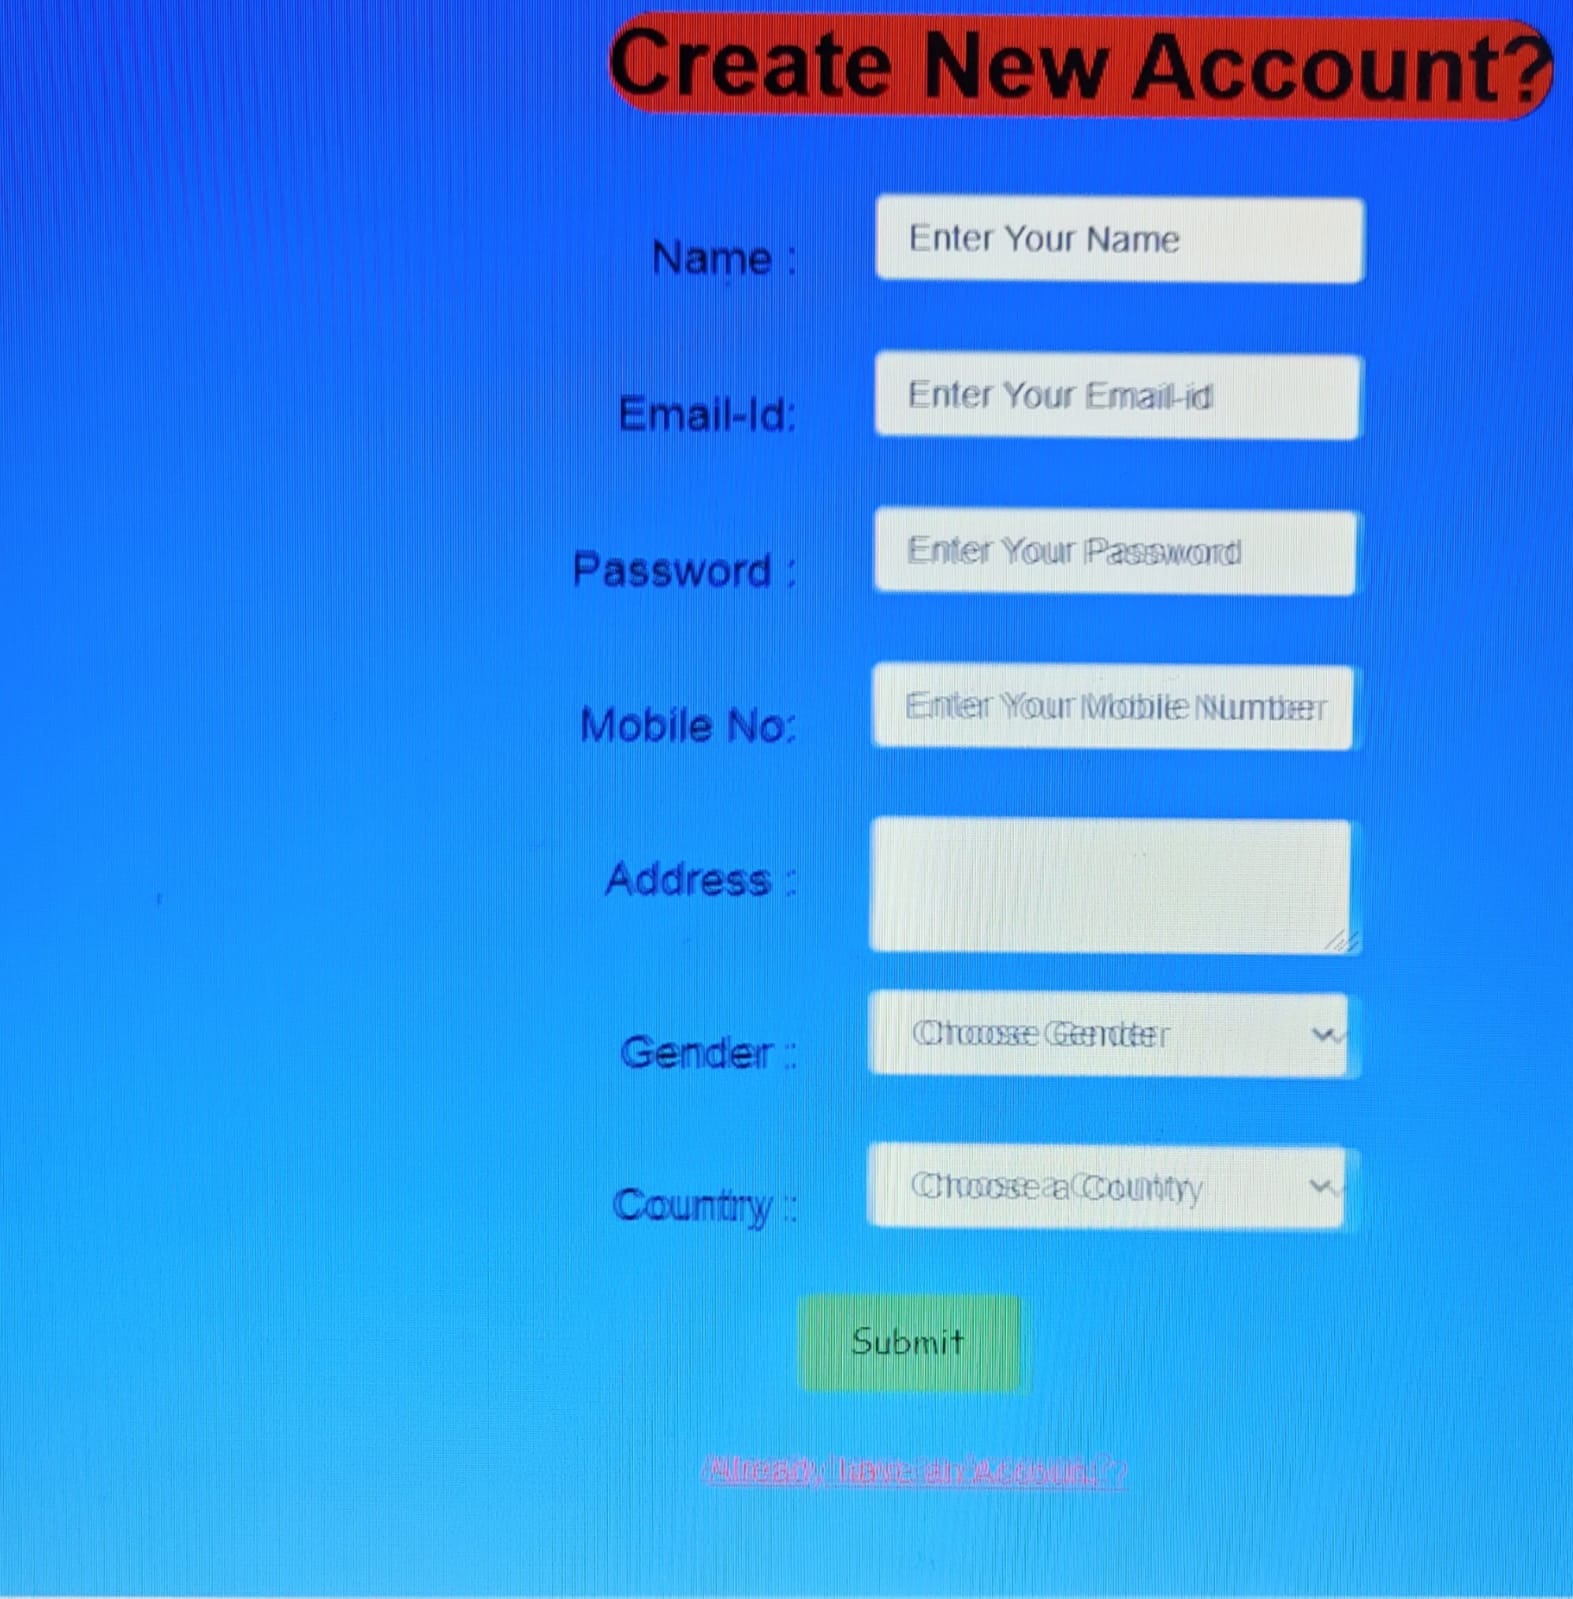 Create New Account?
Name : Enter Your Name
Email-Id: Enter Your Email-id
Password : Enter Your Password
Mobile No: Enter Your Mobile Number
Address :
Gender : Choose Gender
Country : Choose a Country
Submit
Already have an Account?